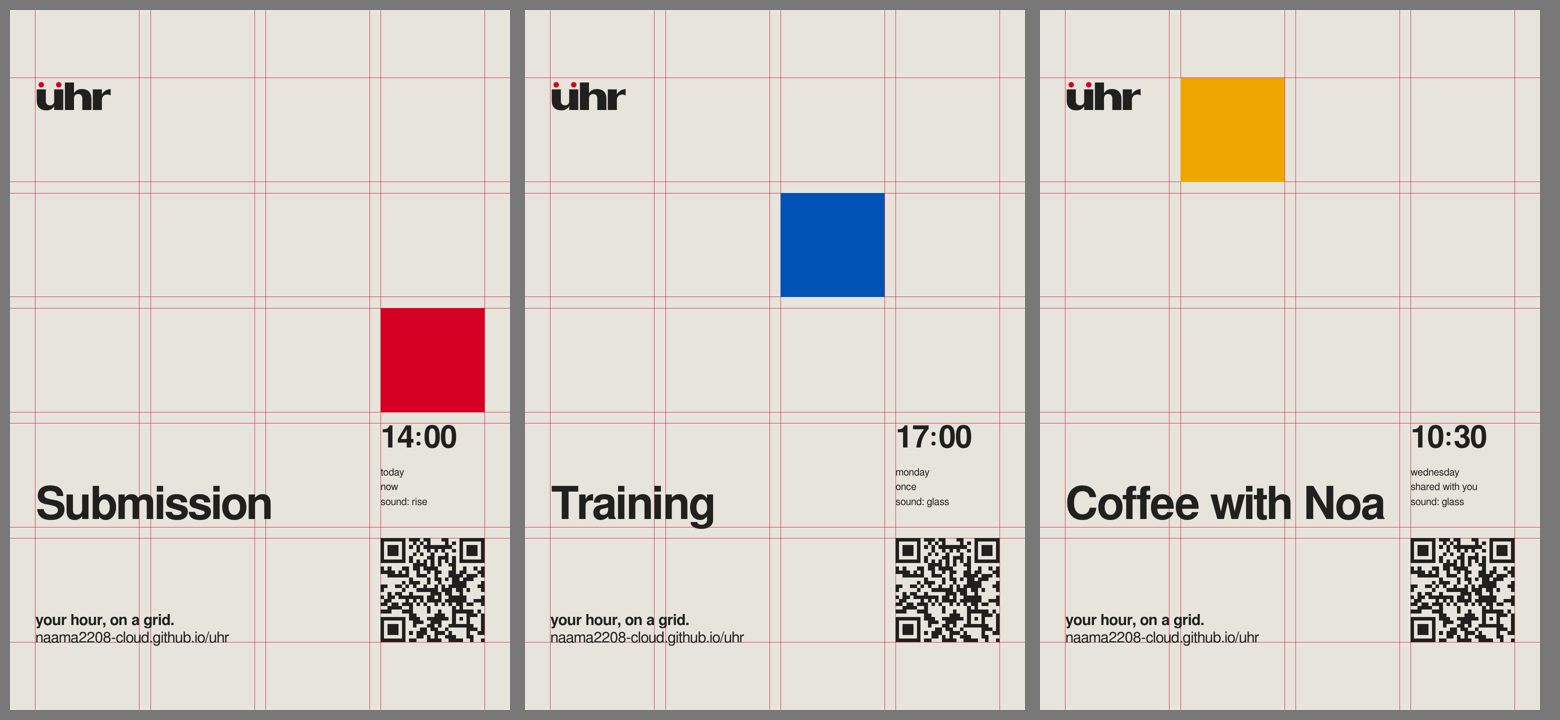 ühr
14:00
today
now
sound: rise
Submission
your hour, on a grid.
naama2208-cloud.github.io/uhr
ühr
17:00
monday
once
sound: glass
Training
your hour, on a grid.
naama2208-cloud.github.io/uhr
ühr
10:30
wednesday
shared with you
sound: glass
Coffee with Noa
your hour, on a grid.
naama2208-cloud.github.io/uhr